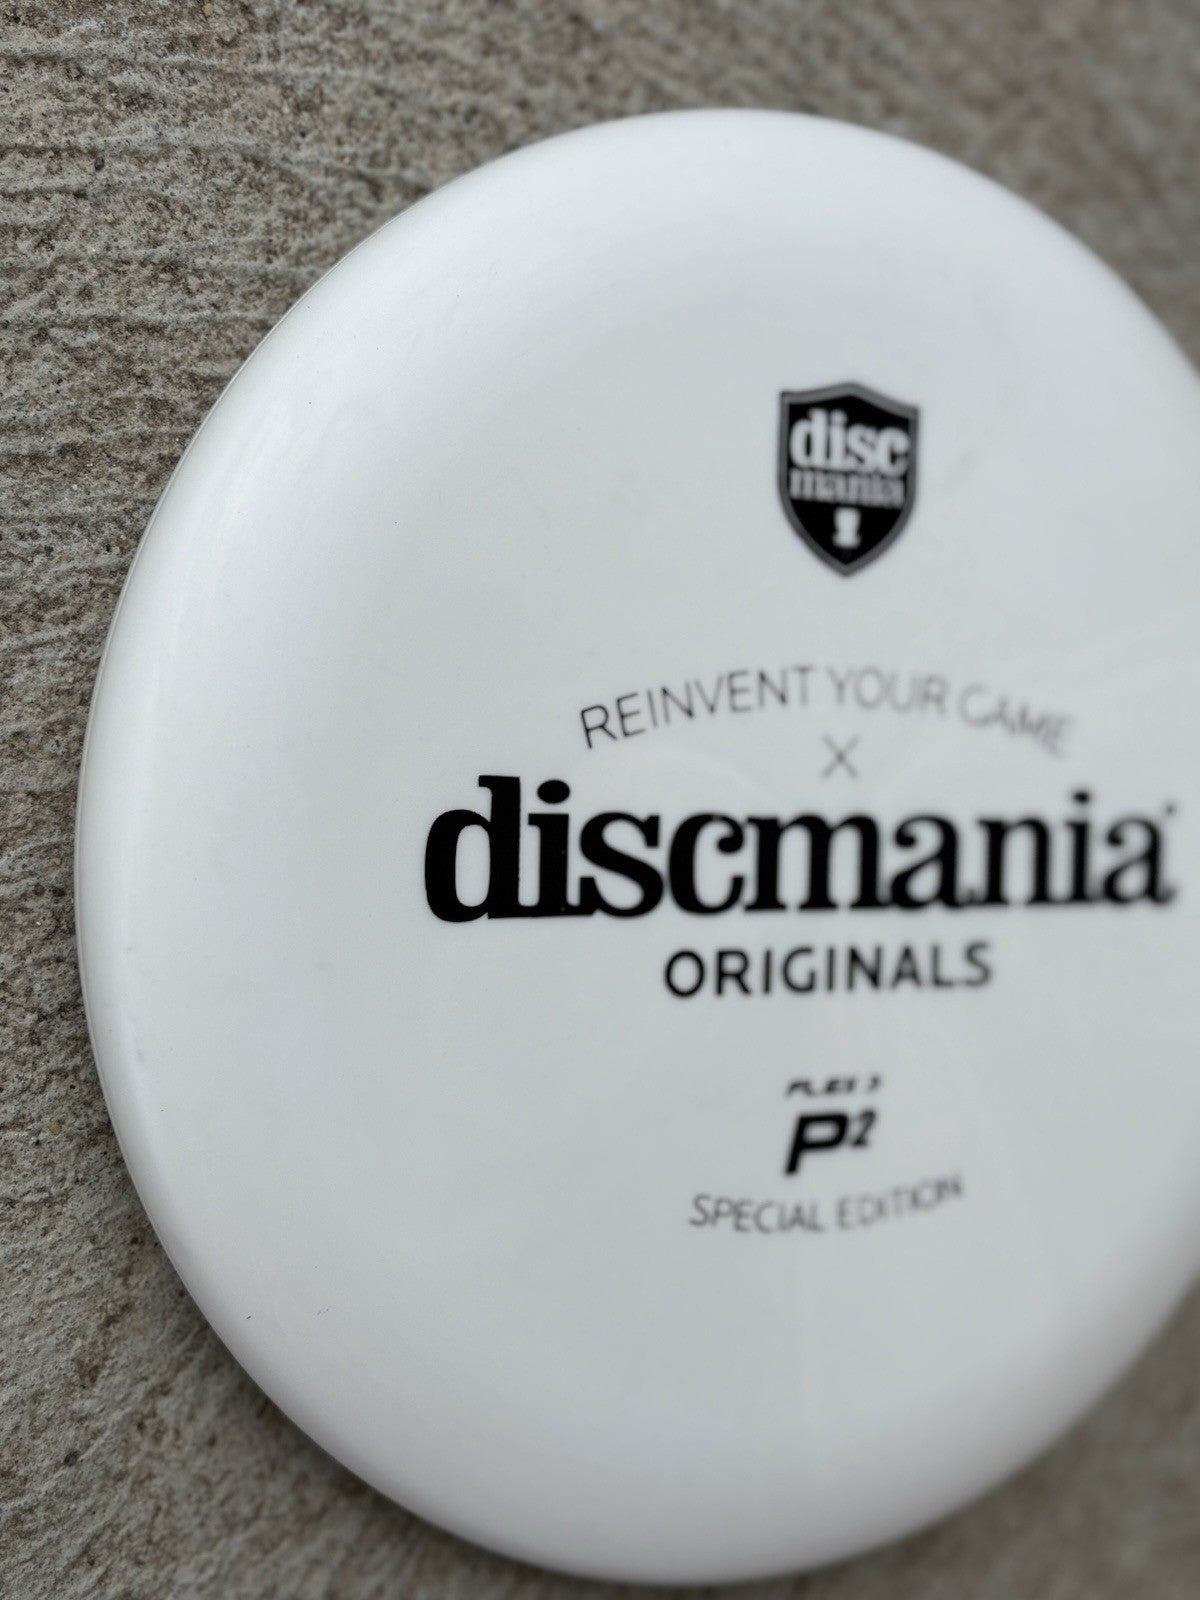 disc
mania
REINVENT YOUR GAME
X
discmania
ORIGINALS
FLEX 3
P2
SPECIAL EDITION